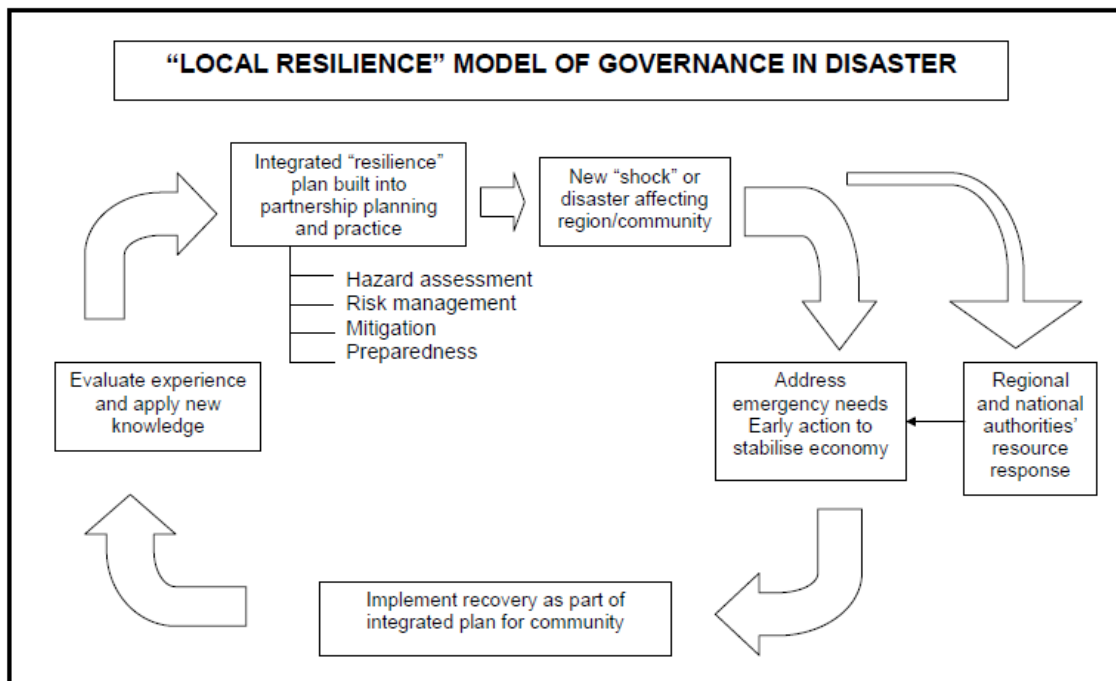 “LOCAL RESILIENCE” MODEL OF GOVERNANCE IN DISASTER
Integrated “resilience”
plan built into
partnership planning
and practice
New “shock” or
disaster affecting
region/community
Hazard assessment
Risk management
Mitigation
Preparedness
Evaluate experience
and apply new
knowledge
Address
emergency needs
Early action to
stabilise economy
Regional
and national
authorities’
resource
response
Implement recovery as part of
integrated plan for community